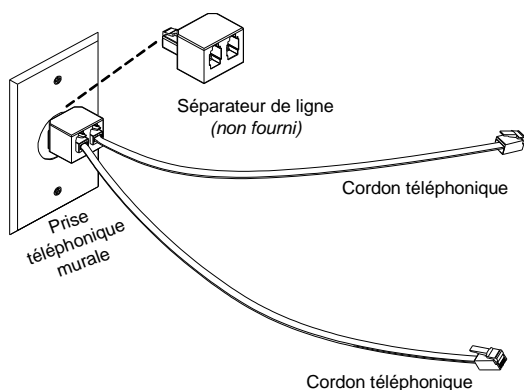 Séparateur de ligne
(non fourni)
Cordon téléphonique
Prise
téléphonique
murale
Cordon téléphonique